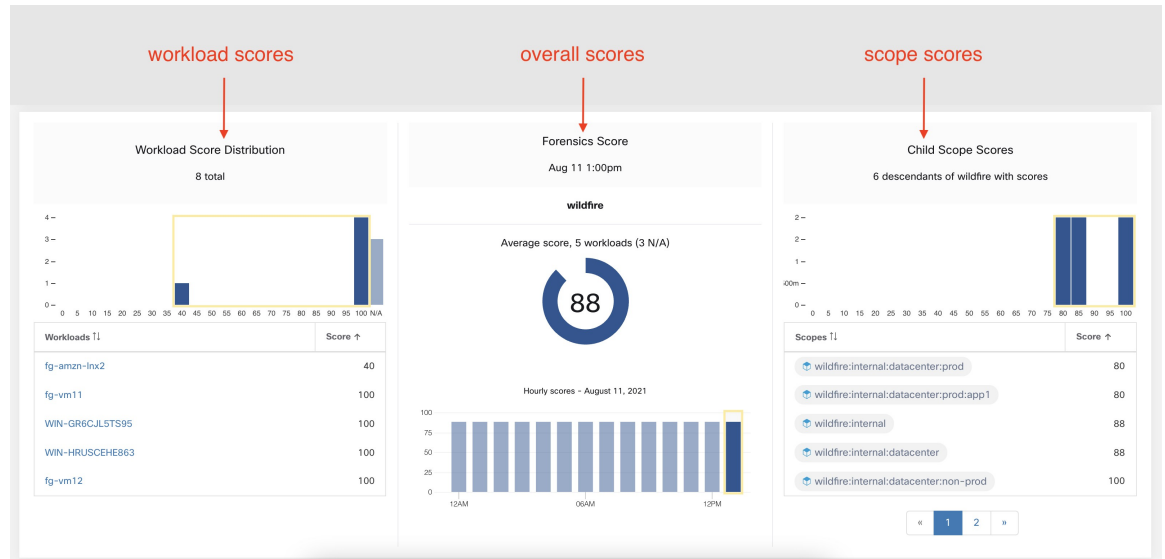 workload scores
overall scores
scope scores
Workload Score Distribution
8 total
4
3
2
1
0
0 5 10 15 20 25 30 35 40 45 50 55 60 65 70 75 80 85 90 95 100 N/A
Workloads ↑↓ Score ↑
fg-amzn-lnx2 40
fg-vm11 100
WIN-GR6CJL5TS95 100
WIN-HRUSCEHE863 100
fg-vm12 100
Forensics Score
Aug 11 1:00pm
wildfire
Average score, 5 workloads (3 N/A)
88
Hourly scores - August 11, 2021
100
75
50
25
0
12AM 06AM 12PM
Child Scope Scores
6 descendants of wildfire with scores
2
2
1
500m
0
0 5 10 15 20 25 30 35 40 45 50 55 60 65 70 75 80 85 90 95 100
Scopes ↑↓ Score ↑
wildfire:internal:datacenter:prod 80
wildfire:internal:datacenter:prod:app1 80
wildfire:internal 88
wildfire:internal:datacenter 88
wildfire:internal:datacenter:non-prod 100
« 1 2 »